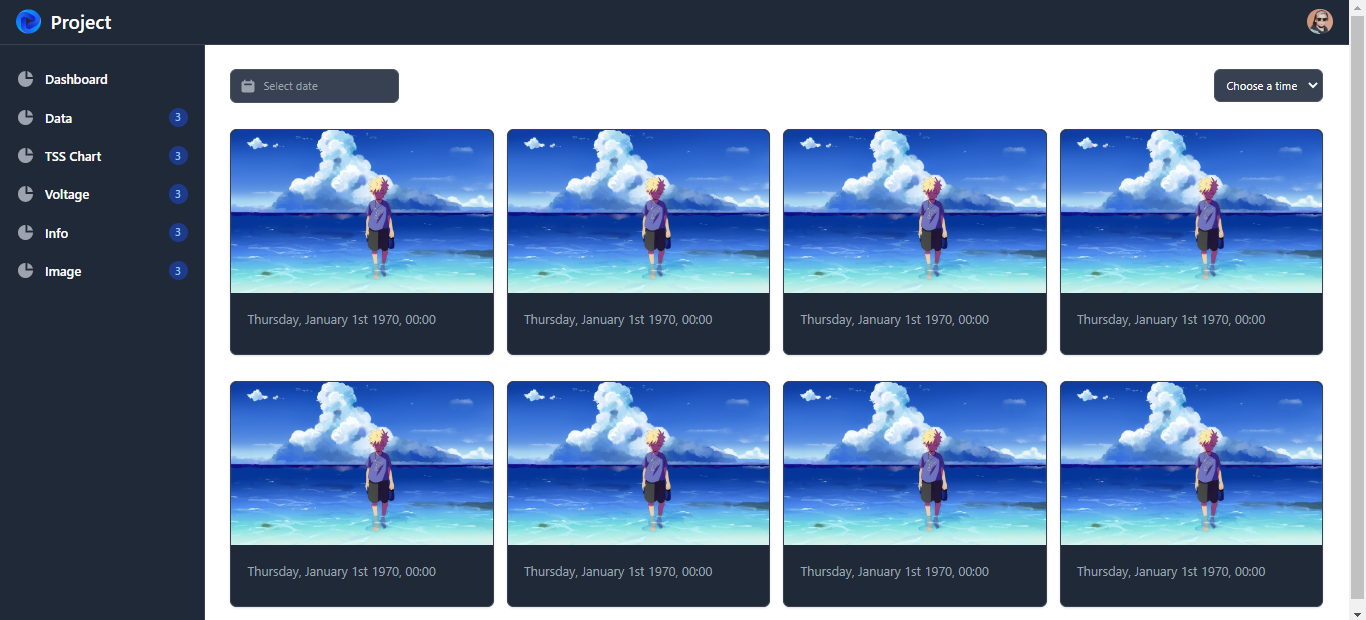 Project
Dashboard
Data 3
TSS Chart 3
Voltage 3
Info 3
Image 3
Select date
Choose a time
Thursday, January 1st 1970, 00:00
Thursday, January 1st 1970, 00:00
Thursday, January 1st 1970, 00:00
Thursday, January 1st 1970, 00:00
Thursday, January 1st 1970, 00:00
Thursday, January 1st 1970, 00:00
Thursday, January 1st 1970, 00:00
Thursday, January 1st 1970, 00:00